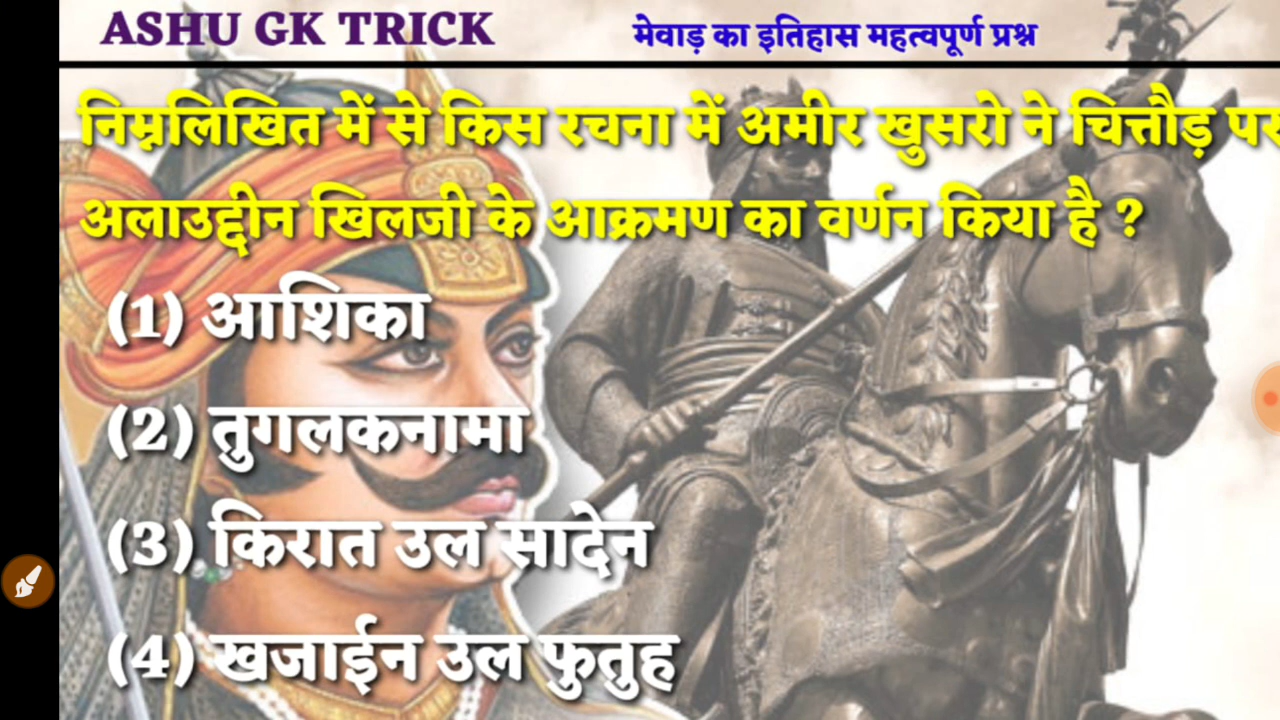 ASHU GK TRICK
मेवाड़ का इतिहास महत्वपूर्ण प्रश्न
निम्नलिखित में से किस रचना में अमीर खुसरो ने चित्तौड़ पर
अलाउद्दीन खिलजी के आक्रमण का वर्णन किया है ?
(1) आशिका
(2) तुगलकनामा
(3) किरात उल सादेन
(4) खजाईन उल फुतुह